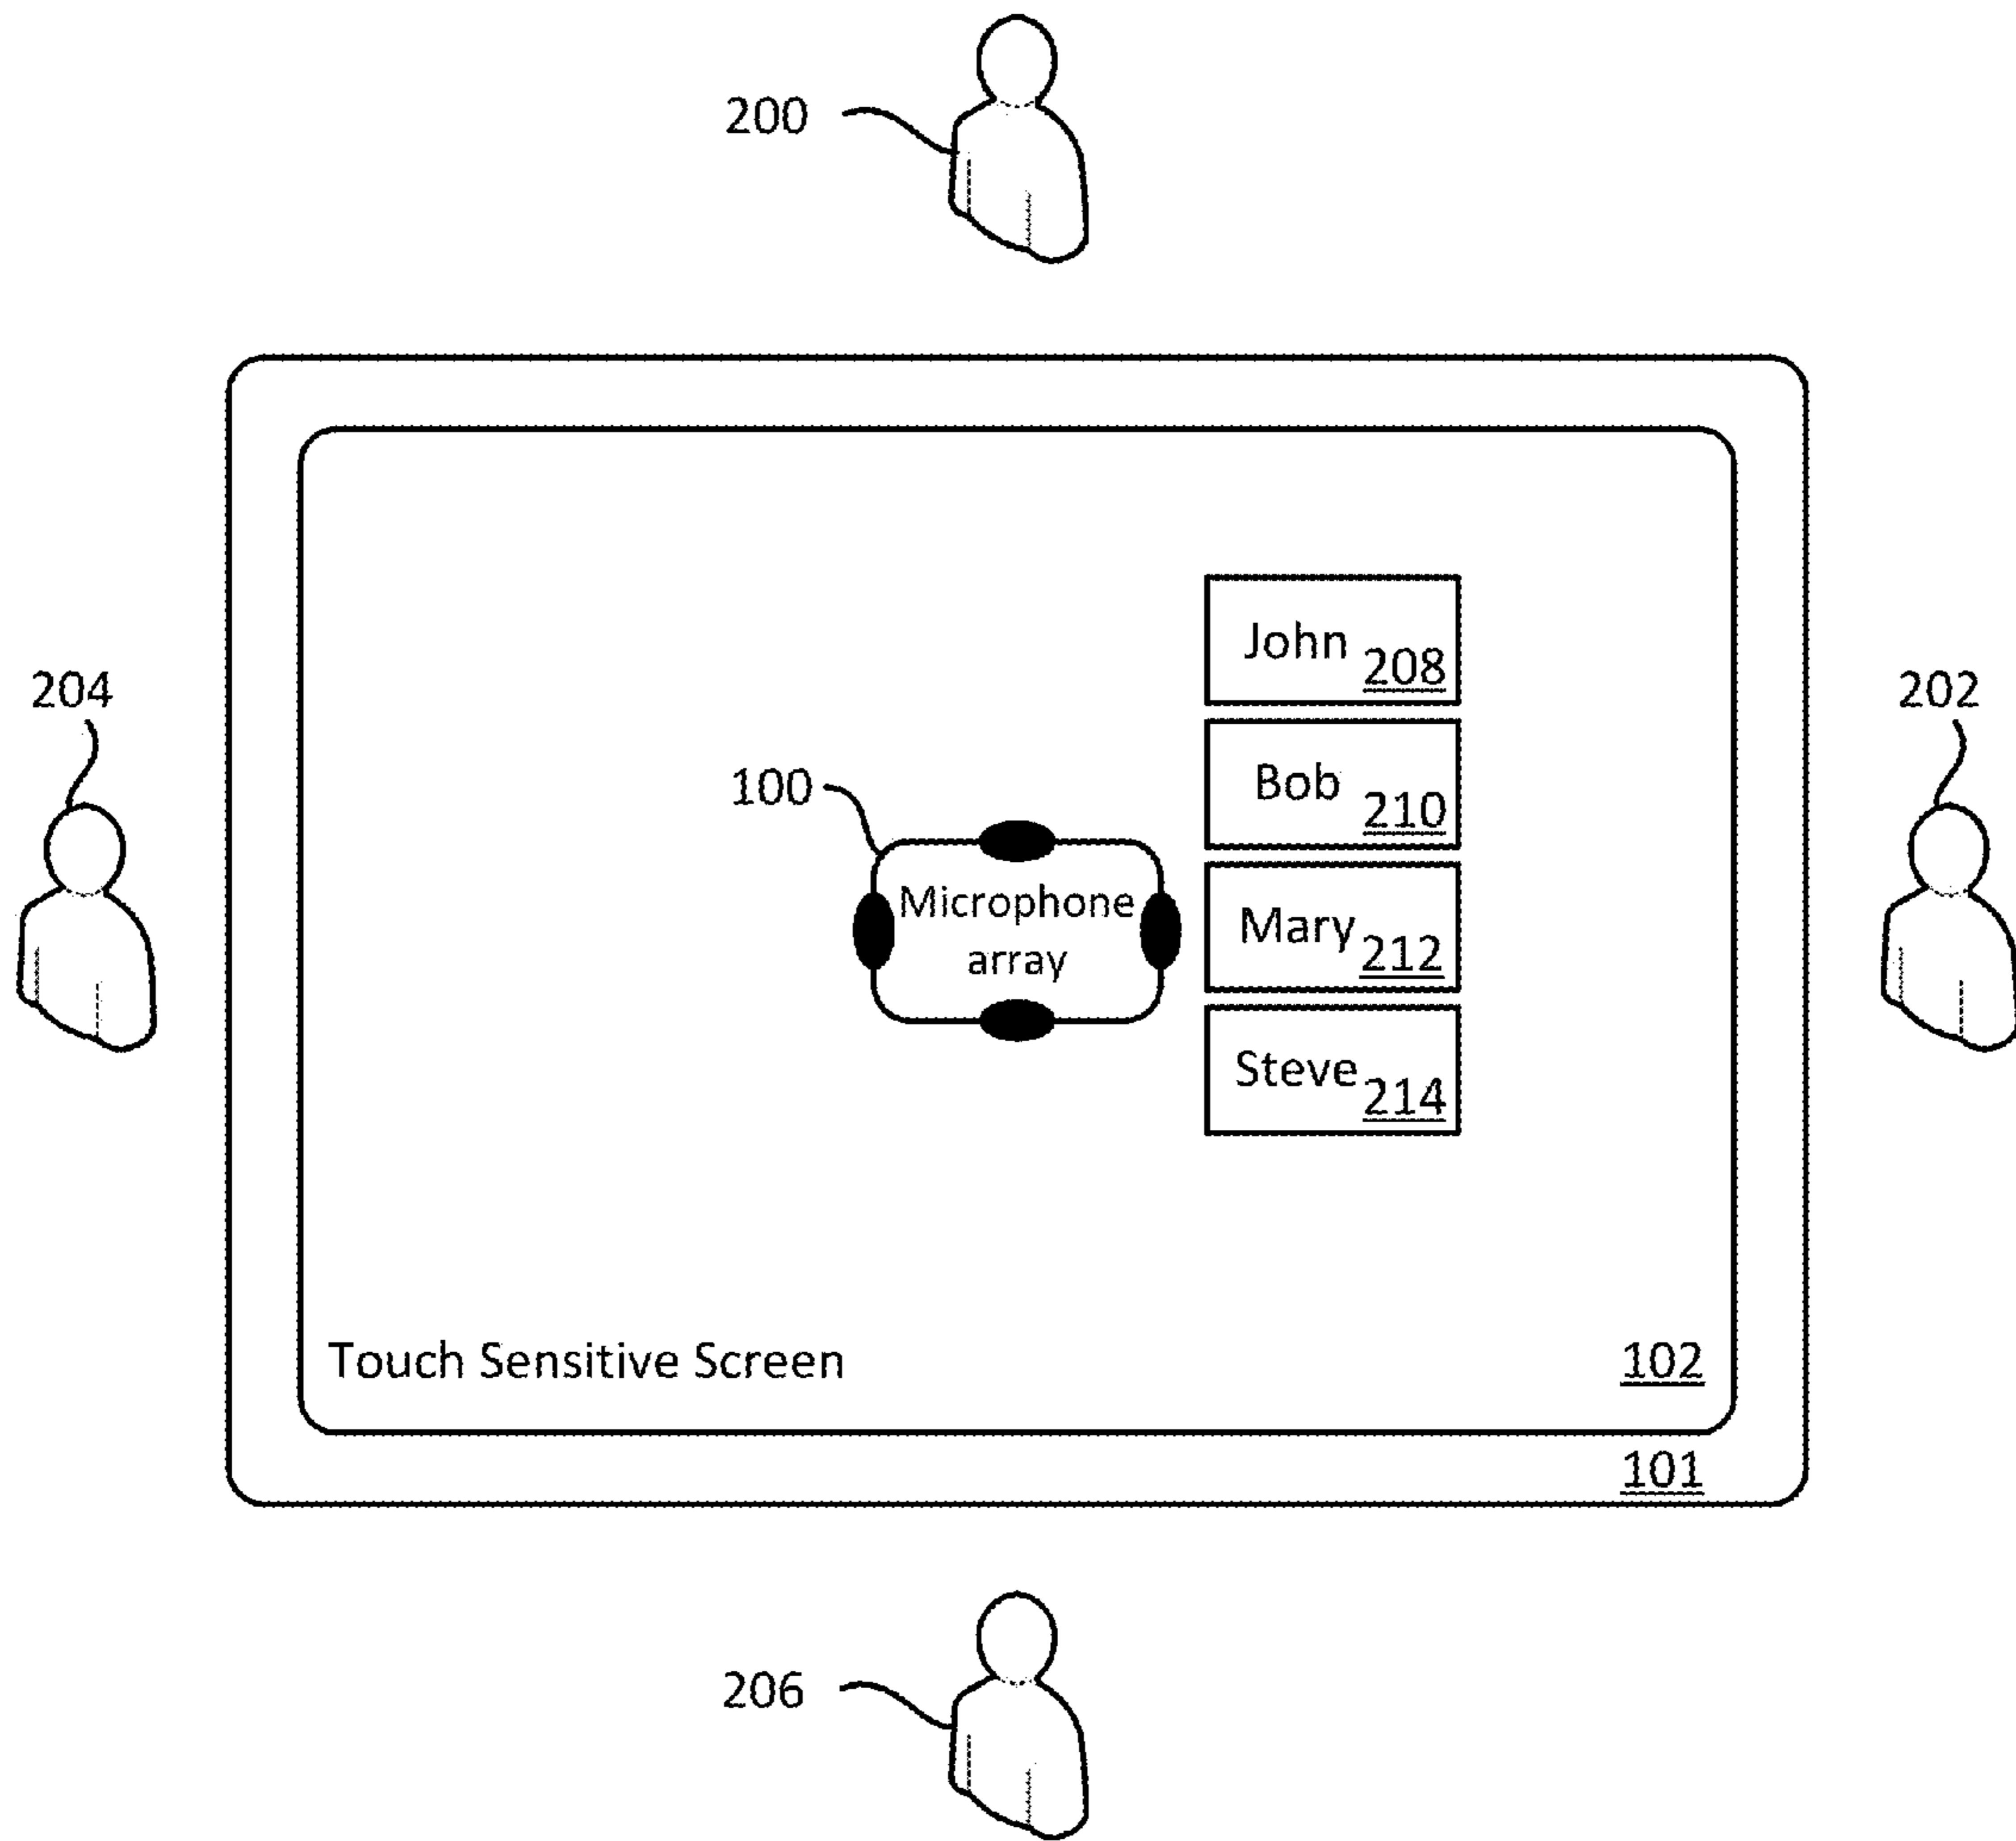 200
John 208
204
202
Bob 210
100
Microphone
array
Mary 212
Steve 214
Touch Sensitive Screen 102
101
206